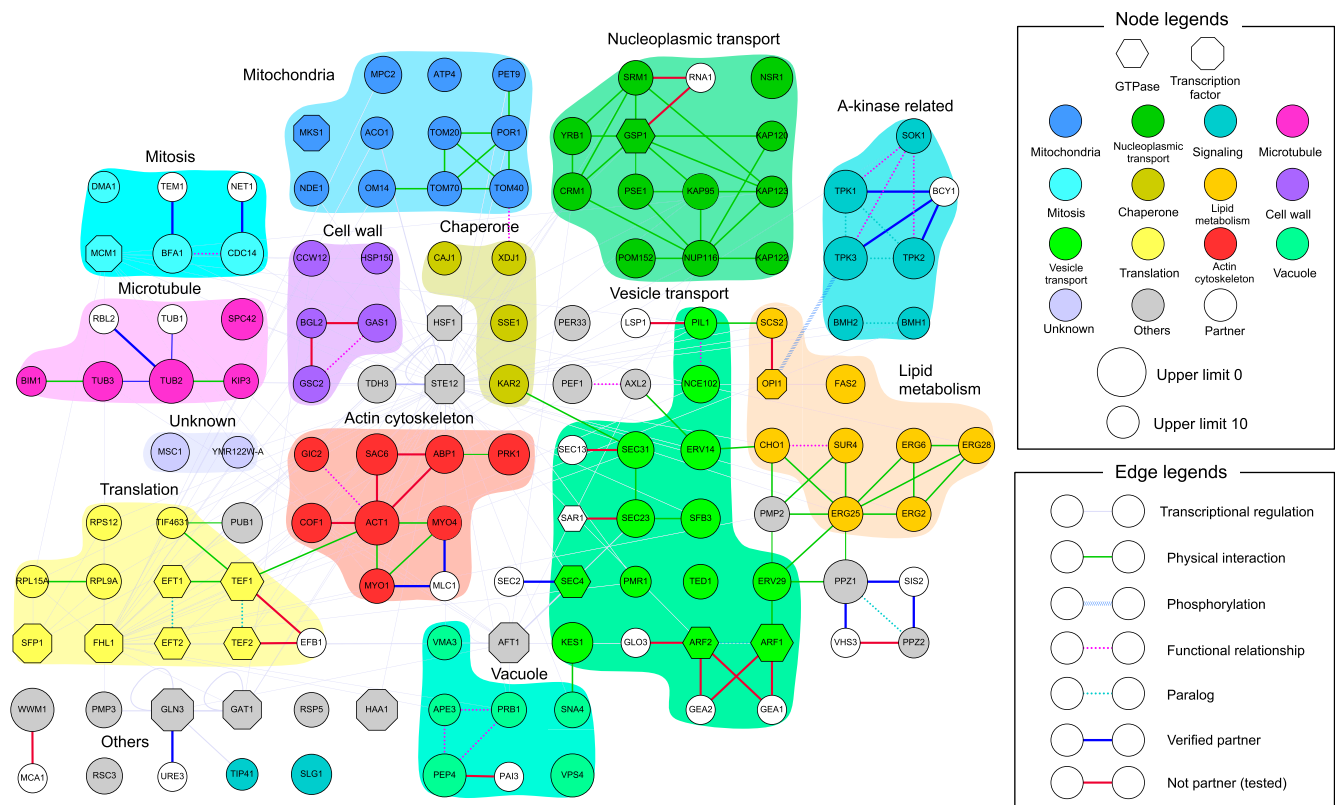 Nucleoplasmic transport
Node legends
Mitochondria
MPC2
ATP4
PET9
SRM1
RNA1
NSR1
GTPase
Transcription
factor
A-kinase related
MKS1
ACO1
TOM20
POR1
YRB1
GSP1
KAP120
SOK1
Mitochondria
Nucleoplasmic
transport
Signaling
Microtubule
Mitosis
DMA1
TEM1
NET1
NDE1
OM14
TOM70
TOM40
CRM1
PSE1
KAP95
KAP123
TPK1
BCY1
Mitosis
Chaperone
Lipid
metabolism
Cell wall
Cell wall
Chaperone
MCM1
BFA1
CDC14
CCW12
HSP150
CAJ1
XDJ1
POM152
NUP116
KAP122
TPK3
TPK2
Vesicle
transport
Translation
Actin
cytoskeleton
Vacuole
Microtubule
Vesicle transport
RBL2
TUB1
SPC42
BGL2
GAS1
HSF1
SSE1
PER33
LSP1
PIL1
SCS2
BMH2
BMH1
Unknown
Others
Partner
BIM1
TUB3
TUB2
KIP3
GSC2
TDH3
STE12
KAR2
PEF1
AXL2
NCE102
OPI1
FAS2
Lipid
metabolism
Upper limit 0
Upper limit 10
Unknown
Actin cytoskeleton
MSC1
YMR122W-A
GIC2
SAC6
ABP1
PRK1
SEC13
SEC31
ERV14
CHO1
SUR4
ERG6
ERG28
Edge legends
Translation
RPS12
TIF4631
PUB1
COF1
ACT1
MYO4
SAR1
SEC23
SFB3
PMP2
ERG25
ERG2
Transcriptional regulation
Physical interaction
RPL15A
RPL9A
EFT1
TEF1
MYO1
MLC1
SEC2
SEC4
PMR1
TED1
ERV29
PPZ1
SIS2
Phosphorylation
SFP1
FHL1
EFT2
TEF2
EFB1
VMA3
AFT1
KES1
GLO3
ARF2
ARF1
VHS3
PPZ2
Functional relationship
Vacuole
WWM1
PMP3
GLN3
GAT1
RSP5
HAA1
APE3
PRB1
SNA4
GEA2
GEA1
Paralog
Others
Verified partner
MCA1
RSC3
URE3
TIP41
SLG1
PEP4
PAI3
VPS4
Not partner (tested)